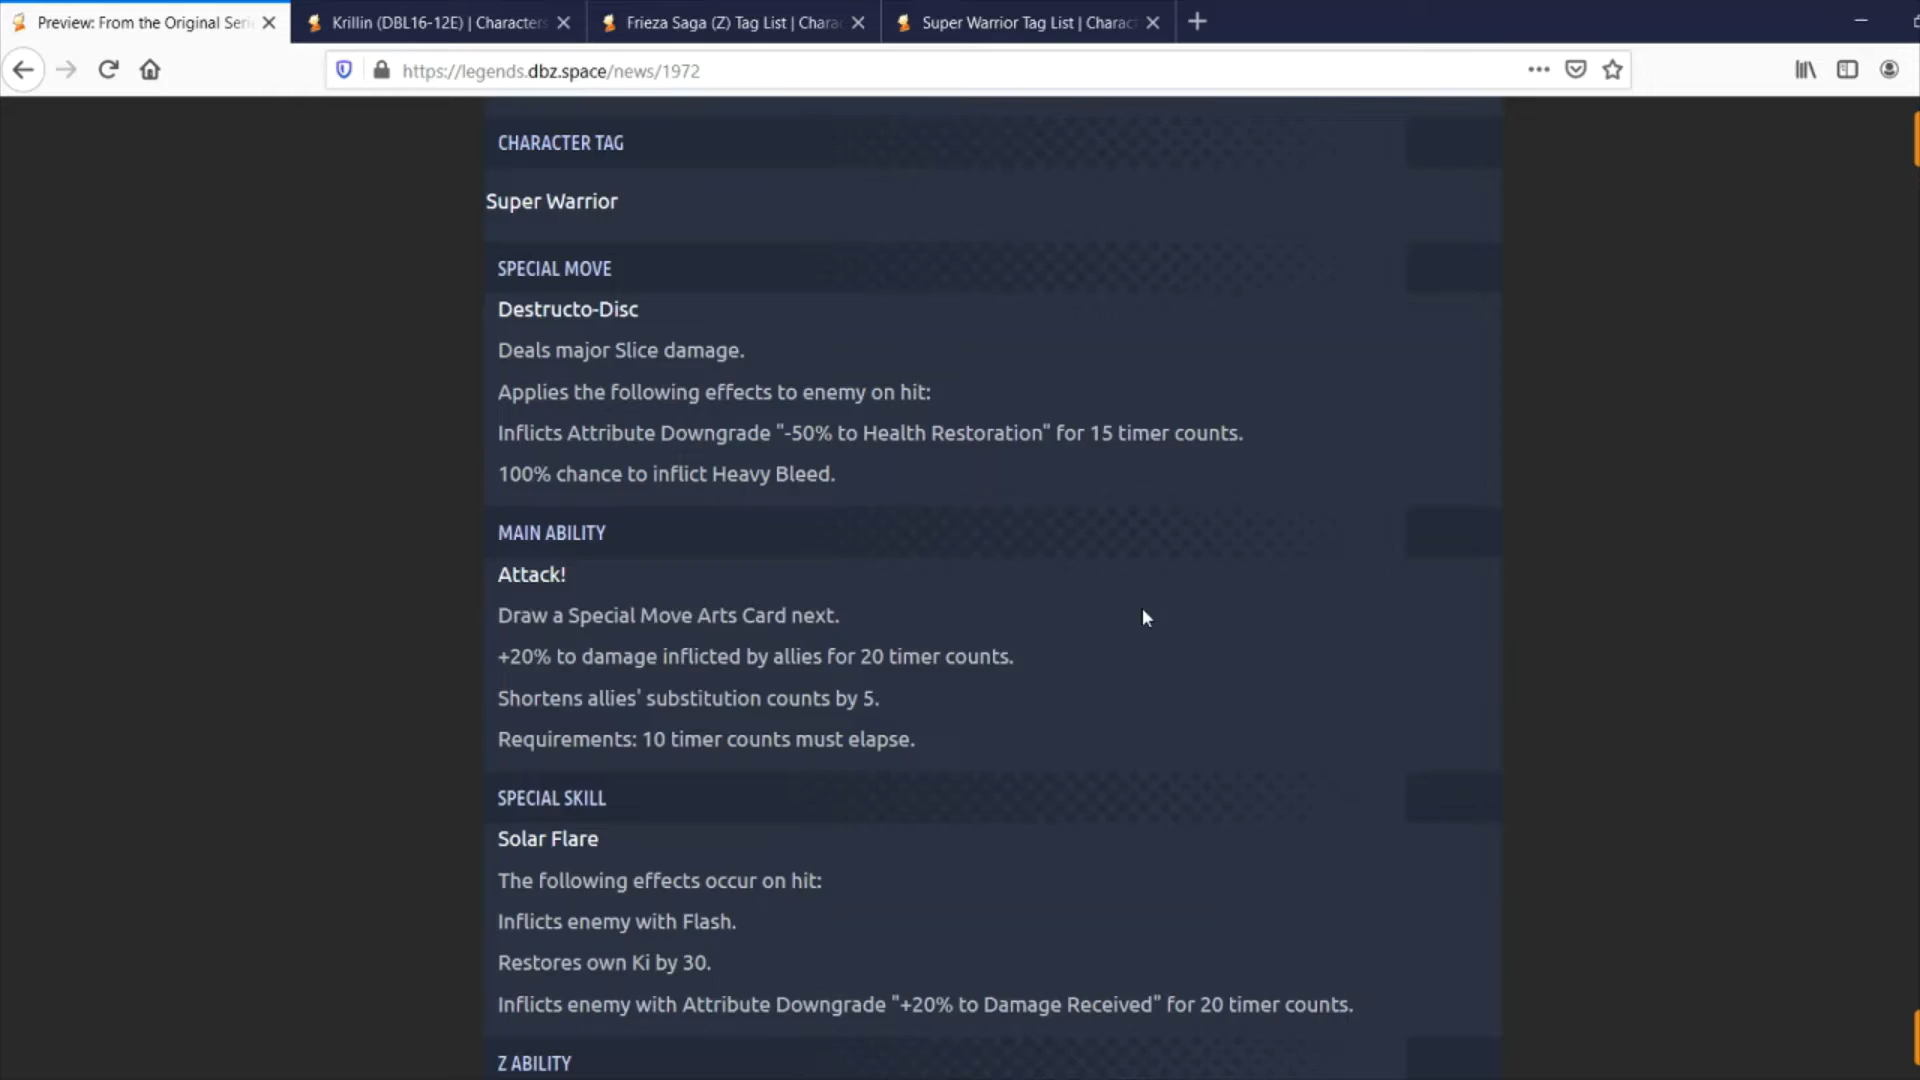 Preview: From the Original Seri
Krillin (DBL16-12E) | Characters
Frieza Saga (Z) Tag List | Chara
Super Warrior Tag List | Charac
https://legends.dbz.space/news/1972
CHARACTER TAG
Super Warrior
SPECIAL MOVE
Destructo-Disc
Deals major Slice damage.
Applies the following effects to enemy on hit:
Inflicts Attribute Downgrade "-50% to Health Restoration" for 15 timer counts.
100% chance to inflict Heavy Bleed.
MAIN ABILITY
Attack!
Draw a Special Move Arts Card next.
+20% to damage inflicted by allies for 20 timer counts.
Shortens allies' substitution counts by 5.
Requirements: 10 timer counts must elapse.
SPECIAL SKILL
Solar Flare
The following effects occur on hit:
Inflicts enemy with Flash.
Restores own Ki by 30.
Inflicts enemy with Attribute Downgrade "+20% to Damage Received" for 20 timer counts.
Z ABILITY